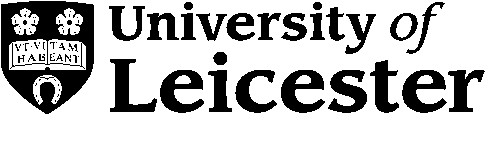 University of
Leicester
VT·VI TAM
HAB EANT